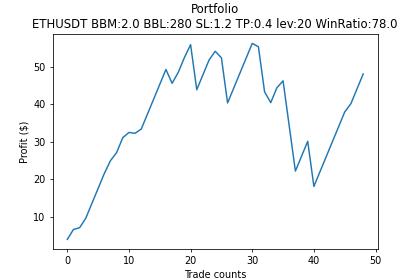 Portfolio
ETHUSDT BBM:2.0 BBL:280 SL:1.2 TP:0.4 lev:20 WinRatio:78.0
50
40
30
20
10
Profit ($)
0 10 20 30 40 50
Trade counts